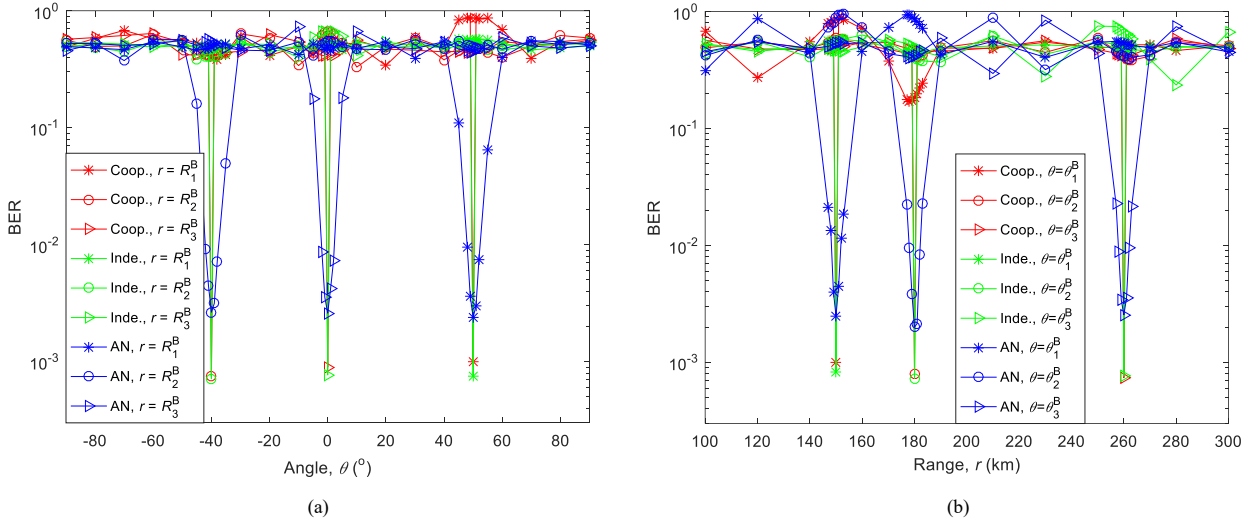 10^0
10^-1
10^-2
10^-3
BER
Coop., r = R_1^B
Coop., r = R_2^B
Coop., r = R_3^B
Inde., r = R_1^B
Inde., r = R_2^B
Inde., r = R_3^B
AN, r = R_1^B
AN, r = R_2^B
AN, r = R_3^B
-80 -60 -40 -20 0 20 40 60 80
Angle, θ (°)
(a)
10^0
10^-1
10^-2
10^-3
BER
Coop., θ=θ_1^B
Coop., θ=θ_2^B
Coop., θ=θ_3^B
Inde., θ=θ_1^B
Inde., θ=θ_2^B
Inde., θ=θ_3^B
AN, θ=θ_1^B
AN, θ=θ_2^B
AN, θ=θ_3^B
100 120 140 160 180 200 220 240 260 280 300
Range, r (km)
(b)